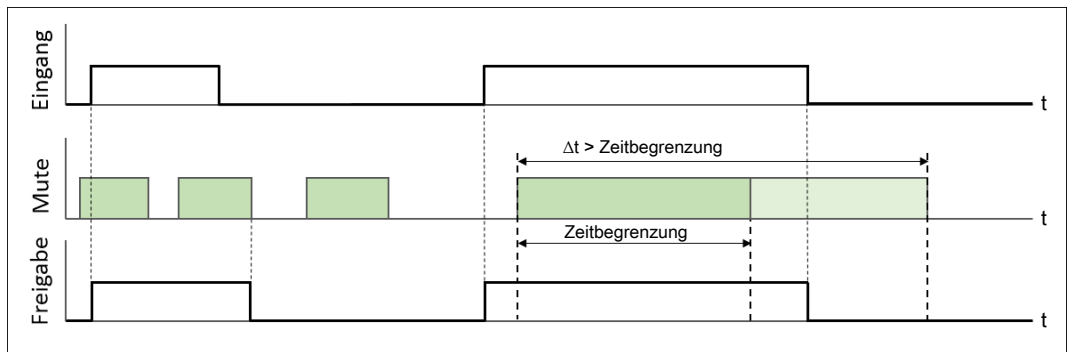 Eingang
t
Mute
Δt > Zeitbegrenzung
t
Zeitbegrenzung
Freigabe
t